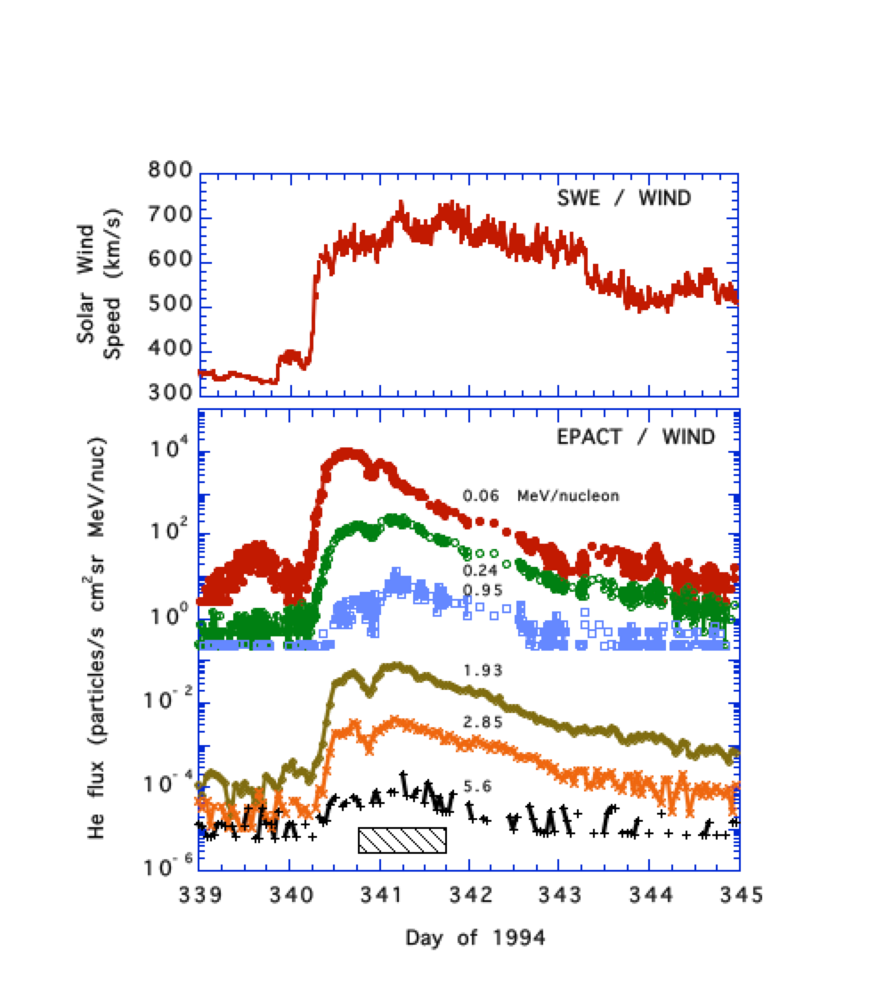 800
SWE / WIND
700
600
500
400
300
Solar Wind
Speed (km/s)
EPACT / WIND
10^4
0.06 MeV/nucleon
10^2
0.24
0.95
10^0
1.93
10^-2
2.85
10^-4
5.6
10^-6
He flux (particles/s cm^2 sr MeV/nuc)
339 340 341 342 343 344 345
Day of 1994